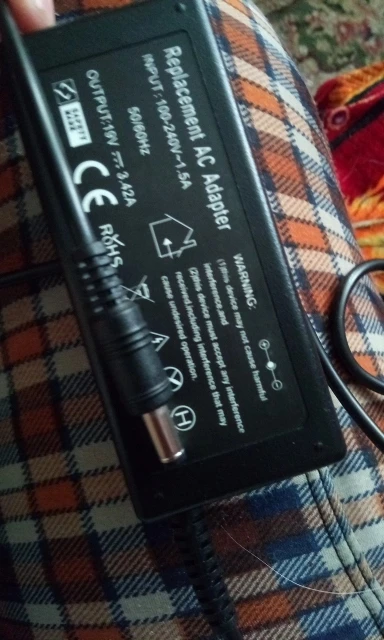 Replacement AC Adapter
INPUT:100-240V~1.5A
50/60Hz
OUTPUT:19V⎓3.42A
CE RoHS
WARNING:
(1)this device may not cause harmful
interference,and
(2)this device must accept any interference
received,including interference that may
cause undesired operation.